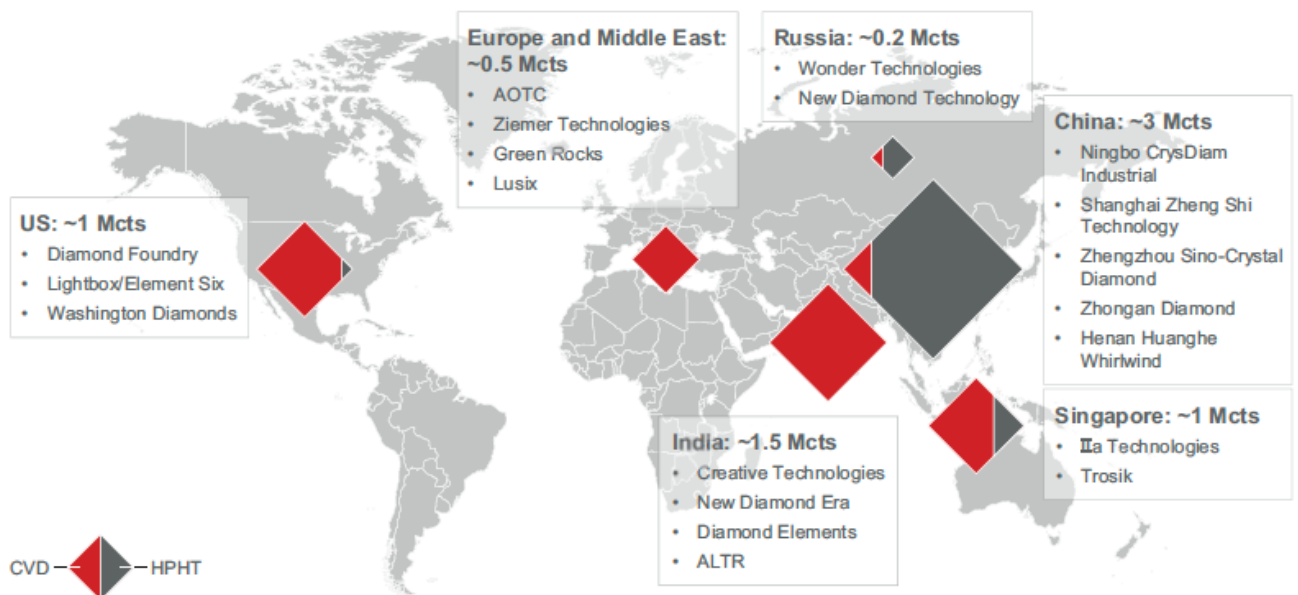 Europe and Middle East:
~0.5 Mcts
• AOTC
• Ziemer Technologies
• Green Rocks
• Lusix
Russia: ~0.2 Mcts
• Wonder Technologies
• New Diamond Technology
China: ~3 Mcts
• Ningbo CrysDiam
Industrial
• Shanghai Zheng Shi
Technology
• Zhengzhou Sino-Crystal
Diamond
• Zhongan Diamond
• Henan Huanghe
Whirlwind
US: ~1 Mcts
• Diamond Foundry
• Lightbox/Element Six
• Washington Diamonds
India: ~1.5 Mcts
• Creative Technologies
• New Diamond Era
• Diamond Elements
• ALTR
Singapore: ~1 Mcts
• IIa Technologies
• Trosik
CVD
HPHT